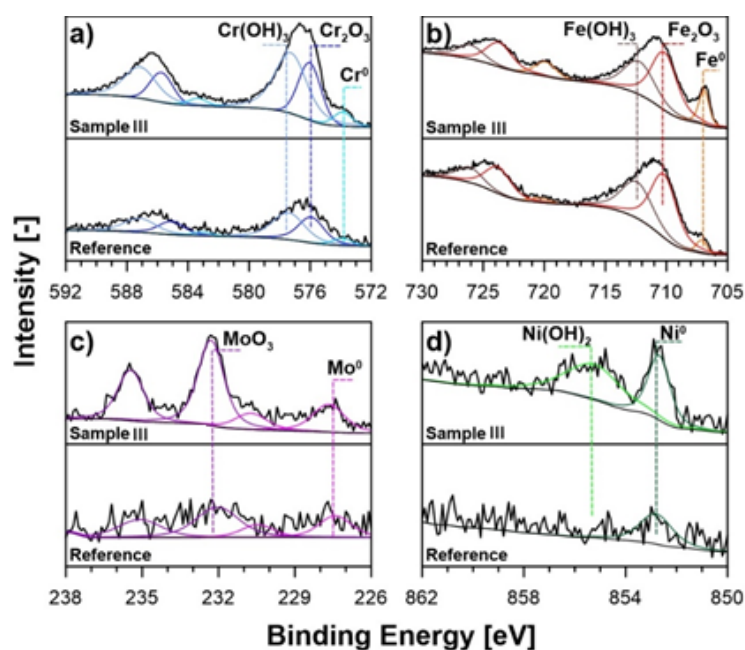 a)
Cr(OH)₃
Cr₂O₃
Cr⁰
Sample III
Reference
592 588 584 580 576 572
b)
Fe(OH)₃
Fe₂O₃
Fe⁰
Sample III
Reference
730 725 720 715 710 705
c)
MoO₃
Mo⁰
Sample III
Reference
238 235 232 229 226
d)
Ni(OH)₂
Ni⁰
Sample III
Reference
862 858 854 850
Intensity [-]
Binding Energy [eV]